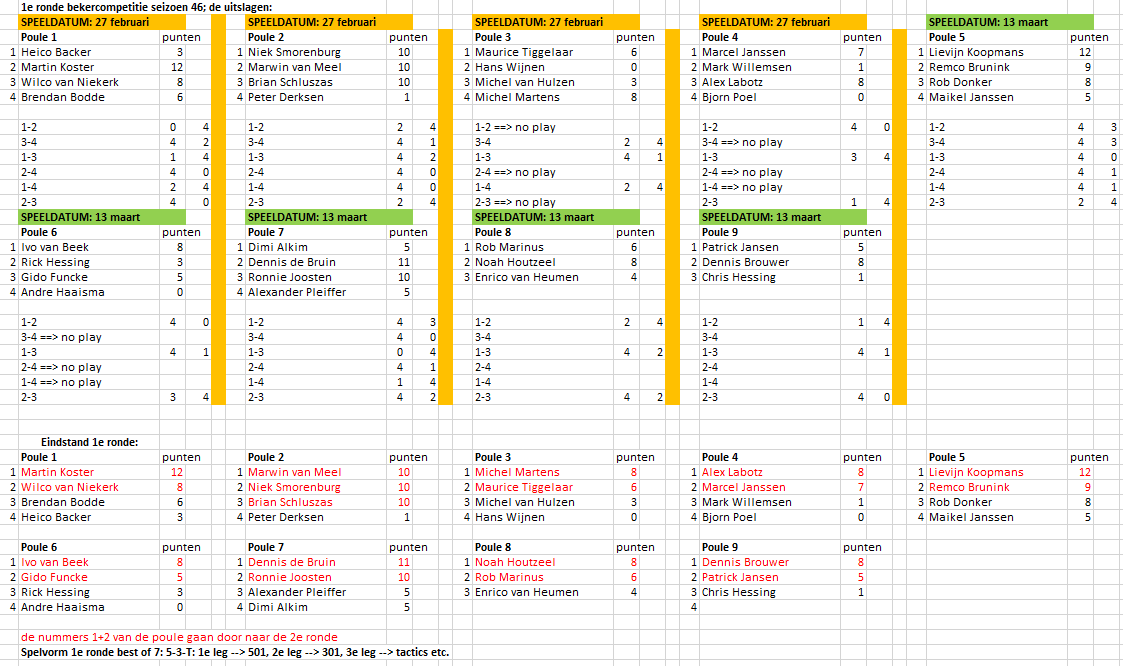 1e ronde bekercompetitie seizoen 46; de uitslagen:
SPEELDATUM: 27 februari SPEELDATUM: 27 februari SPEELDATUM: 27 februari SPEELDATUM: 27 februari SPEELDATUM: 13 maart
Poule 1 punten Poule 2 punten Poule 3 punten Poule 4 punten Poule 5 punten
1 Heico Backer 3 1 Niek Smorenburg 10 1 Maurice Tiggelaar 6 1 Marcel Janssen 7 1 Lievijn Koopmans 12
2 Martin Koster 12 2 Marwin van Meel 10 2 Hans Wijnen 0 2 Mark Willemsen 1 2 Remco Brunink 9
3 Wilco van Niekerk 8 3 Brian Schluszas 10 3 Michel van Hulzen 3 3 Alex Labotz 8 3 Rob Donker 8
4 Brendan Bodde 6 4 Peter Derksen 1 4 Michel Martens 8 4 Bjorn Poel 0 4 Maikel Janssen 5
1-2 0 4 1-2 2 4 1-2 ==> no play 1-2 4 0 1-2 4 3
3-4 4 2 3-4 4 1 3-4 2 4 3-4 ==> no play 3-4 4 3
1-3 1 4 1-3 4 2 1-3 4 1 1-3 3 4 1-3 4 0
2-4 4 0 2-4 4 0 2-4 ==> no play 2-4 ==> no play 2-4 4 1
1-4 2 4 1-4 4 0 1-4 2 4 1-4 ==> no play 1-4 4 1
2-3 4 0 2-3 2 4 2-3 ==> no play 2-3 1 4 2-3 2 4
SPEELDATUM: 13 maart SPEELDATUM: 13 maart SPEELDATUM: 13 maart SPEELDATUM: 13 maart
Poule 6 punten Poule 7 punten Poule 8 punten Poule 9 punten
1 Ivo van Beek 8 1 Dimi Alkim 5 1 Rob Marinus 6 1 Patrick Jansen 5
2 Rick Hessing 3 2 Dennis de Bruin 11 2 Noah Houtzeel 8 2 Dennis Brouwer 8
3 Gido Funcke 5 3 Ronnie Joosten 10 3 Enrico van Heumen 4 3 Chris Hessing 1
4 Andre Haaisma 0 4 Alexander Pleiffer 5
1-2 4 0 1-2 4 3 1-2 2 4 1-2 1 4
3-4 ==> no play 3-4 4 0 3-4 3-4
1-3 4 1 1-3 0 4 1-3 4 2 1-3 4 1
2-4 ==> no play 2-4 4 1 2-4 2-4
1-4 ==> no play 1-4 1 4 1-4 1-4
2-3 3 4 2-3 4 2 2-3 4 2 2-3 4 0
Eindstand 1e ronde:
Poule 1 punten Poule 2 punten Poule 3 punten Poule 4 punten Poule 5 punten
1 Martin Koster 12 1 Marwin van Meel 10 1 Michel Martens 8 1 Alex Labotz 8 1 Lievijn Koopmans 12
2 Wilco van Niekerk 8 2 Niek Smorenburg 10 2 Maurice Tiggelaar 6 2 Marcel Janssen 7 2 Remco Brunink 9
3 Brendan Bodde 6 3 Brian Schluszas 10 3 Michel van Hulzen 3 3 Mark Willemsen 1 3 Rob Donker 8
4 Heico Backer 3 4 Peter Derksen 1 4 Hans Wijnen 0 4 Bjorn Poel 0 4 Maikel Janssen 5
Poule 6 punten Poule 7 punten Poule 8 punten Poule 9 punten
1 Ivo van Beek 8 1 Dennis de Bruin 11 1 Noah Houtzeel 8 1 Dennis Brouwer 8
2 Gido Funcke 5 2 Ronnie Joosten 10 2 Rob Marinus 6 2 Patrick Jansen 5
3 Rick Hessing 3 3 Alexander Pleiffer 5 3 Enrico van Heumen 4 3 Chris Hessing 1
4 Andre Haaisma 0 4 Dimi Alkim 5 4
de nummers 1+2 van de poule gaan door naar de 2e ronde
Spelvorm 1e ronde best of 7: 5-3-T: 1e leg --> 501, 2e leg --> 301, 3e leg --> tactics etc.